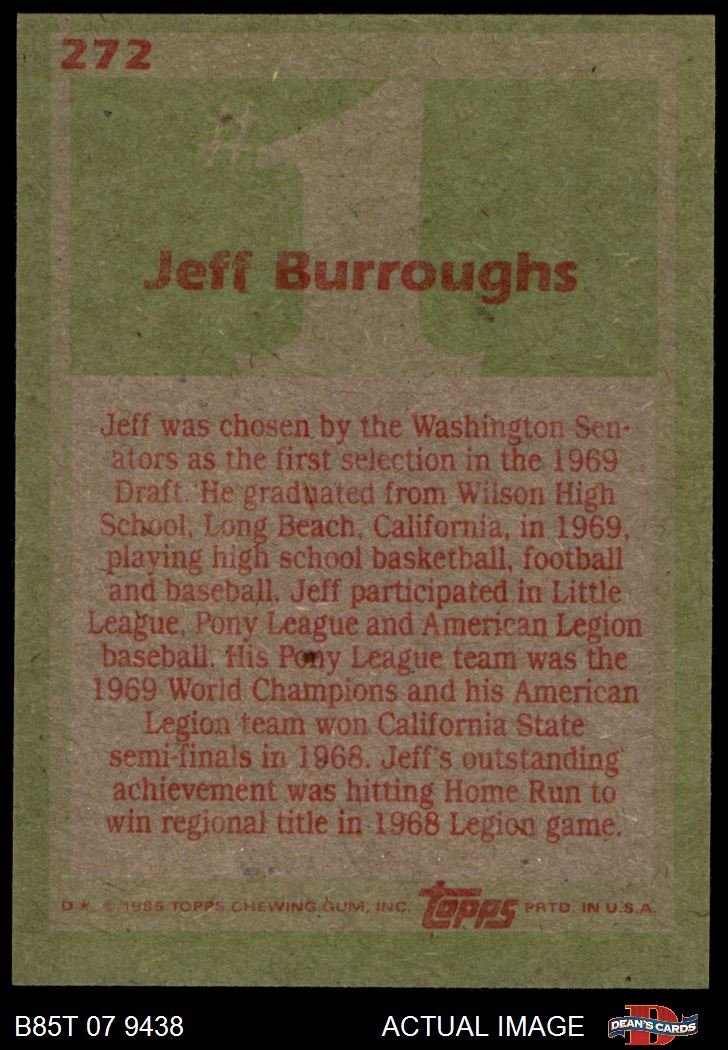 272
#1
Jeff Burroughs
Jeff was chosen by the Washington Sen-
ators as the first selection in the 1969
Draft. He graduated from Wilson High
School, Long Beach, California, in 1969,
playing high school basketball, football
and baseball. Jeff participated in Little
League, Pony League and American Legion
baseball. His Pony League team was the
1969 World Champions and his American
Legion team won California State
semi-finals in 1968. Jeff's outstanding
achievement was hitting Home Run to
win regional title in 1968 Legion game.
D* © 1985 TOPPS CHEWING GUM, INC. topps PRTD. IN U.S.A.
B85T 07 9438 ACTUAL IMAGE D DEAN'S CARDS